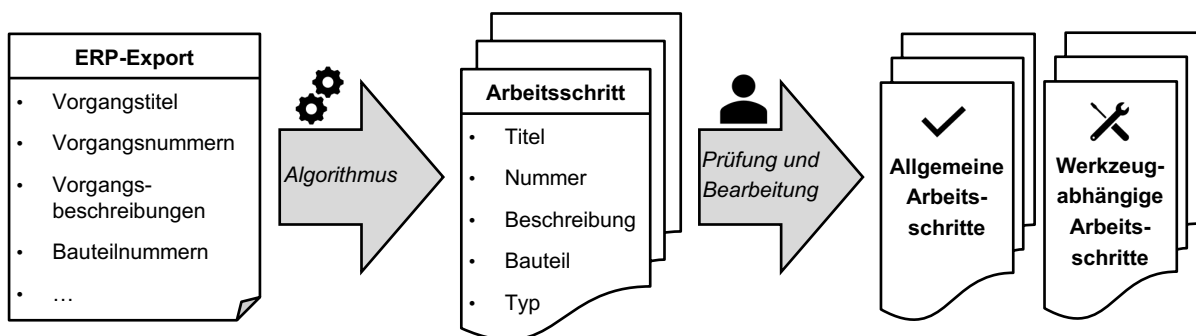 ERP-Export
• Vorgangstitel
• Vorgangsnummern
• Vorgangs-
beschreibungen
• Bauteilnummern
• …
Algorithmus
Arbeitsschritt
• Titel
• Nummer
• Beschreibung
• Bauteil
• Typ
Prüfung und
Bearbeitung
Allgemeine
Arbeits-
schritte
Werkzeug-
abhängige
Arbeits-
schritte